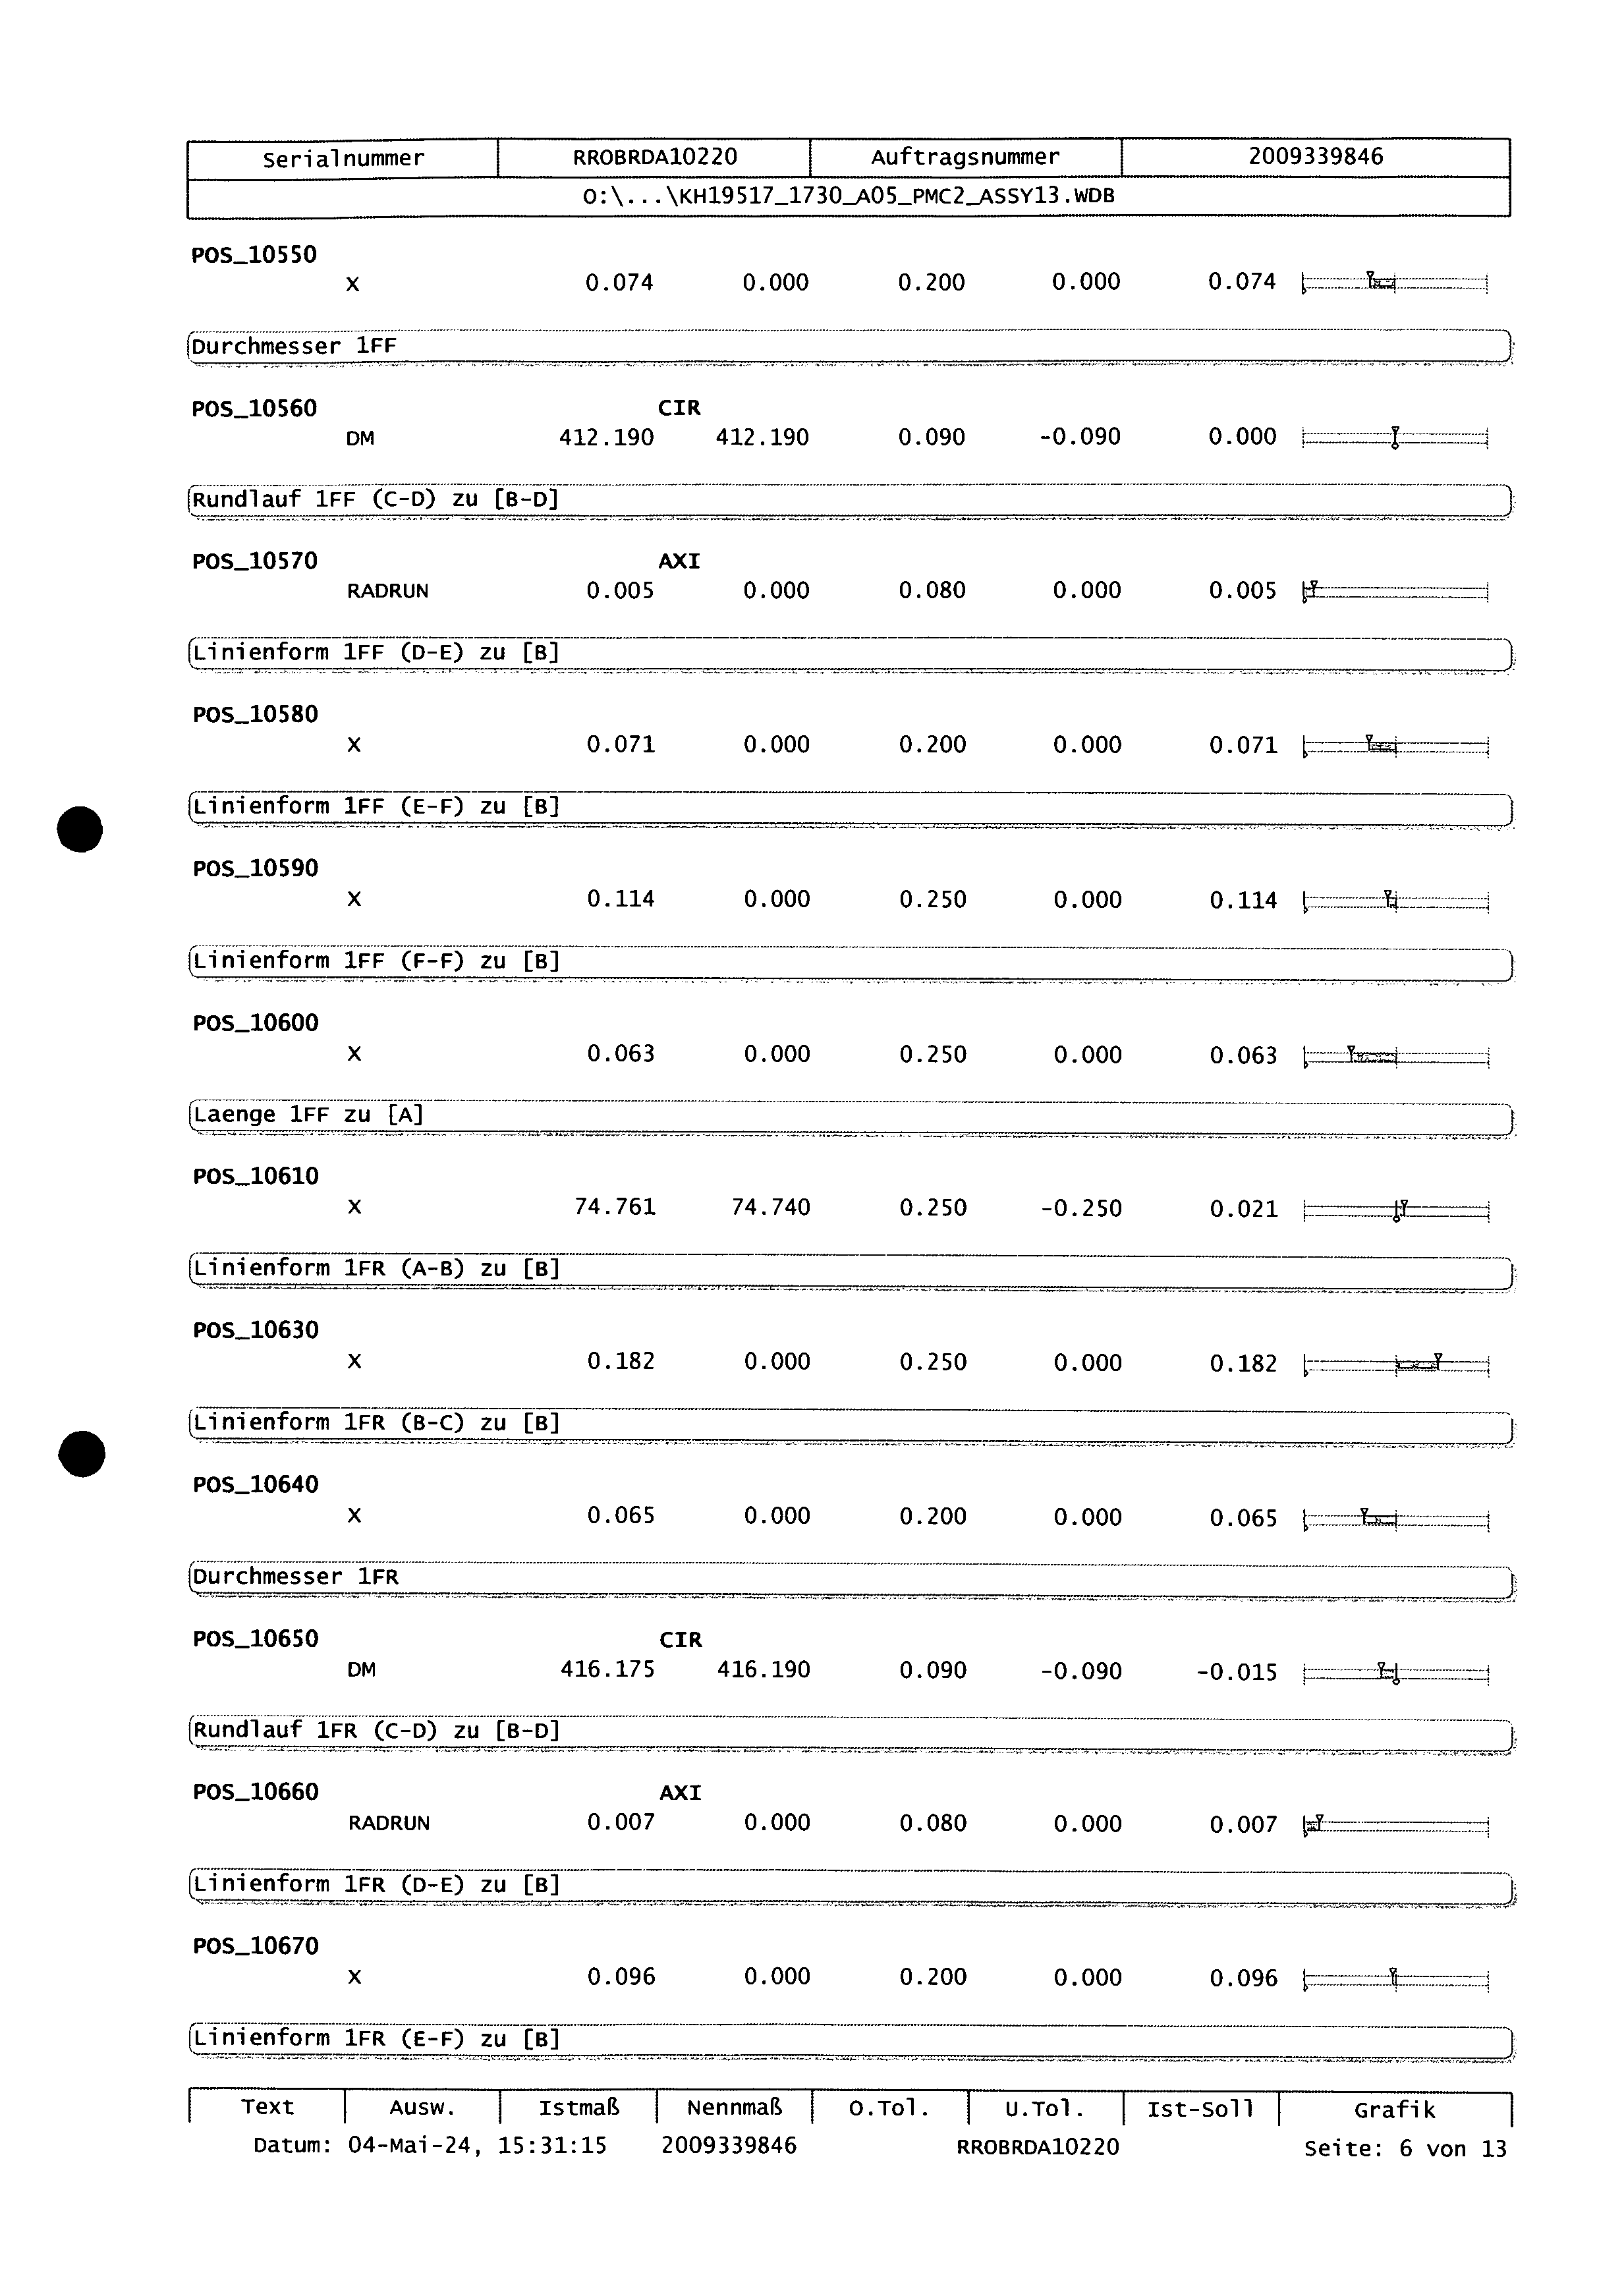 Serialnummer RROBRDA10220 Auftragsnummer 2009339846
O:\...\KH19517_1730_A05_PMC2_ASSY13.WDB
POS_10550
X 0.074 0.000 0.200 0.000 0.074
Durchmesser 1FF
POS_10560 CIR
DM 412.190 412.190 0.090 -0.090 0.000
Rundlauf 1FF (C-D) zu [B-D]
POS_10570 AXI
RADRUN 0.005 0.000 0.080 0.000 0.005
Linienform 1FF (D-E) zu [B]
POS_10580
X 0.071 0.000 0.200 0.000 0.071
Linienform 1FF (E-F) zu [B]
POS_10590
X 0.114 0.000 0.250 0.000 0.114
Linienform 1FF (F-F) zu [B]
POS_10600
X 0.063 0.000 0.250 0.000 0.063
Laenge 1FF zu [A]
POS_10610
X 74.761 74.740 0.250 -0.250 0.021
Linienform 1FR (A-B) zu [B]
POS_10630
X 0.182 0.000 0.250 0.000 0.182
Linienform 1FR (B-C) zu [B]
POS_10640
X 0.065 0.000 0.200 0.000 0.065
Durchmesser 1FR
POS_10650 CIR
DM 416.175 416.190 0.090 -0.090 -0.015
Rundlauf 1FR (C-D) zu [B-D]
POS_10660 AXI
RADRUN 0.007 0.000 0.080 0.000 0.007
Linienform 1FR (D-E) zu [B]
POS_10670
X 0.096 0.000 0.200 0.000 0.096
Linienform 1FR (E-F) zu [B]
Text Ausw. Istmaß Nennmaß O.Tol. U.Tol. Ist-Soll Grafik
Datum: 04-Mai-24, 15:31:15 2009339846 RROBRDA10220 Seite: 6 von 13